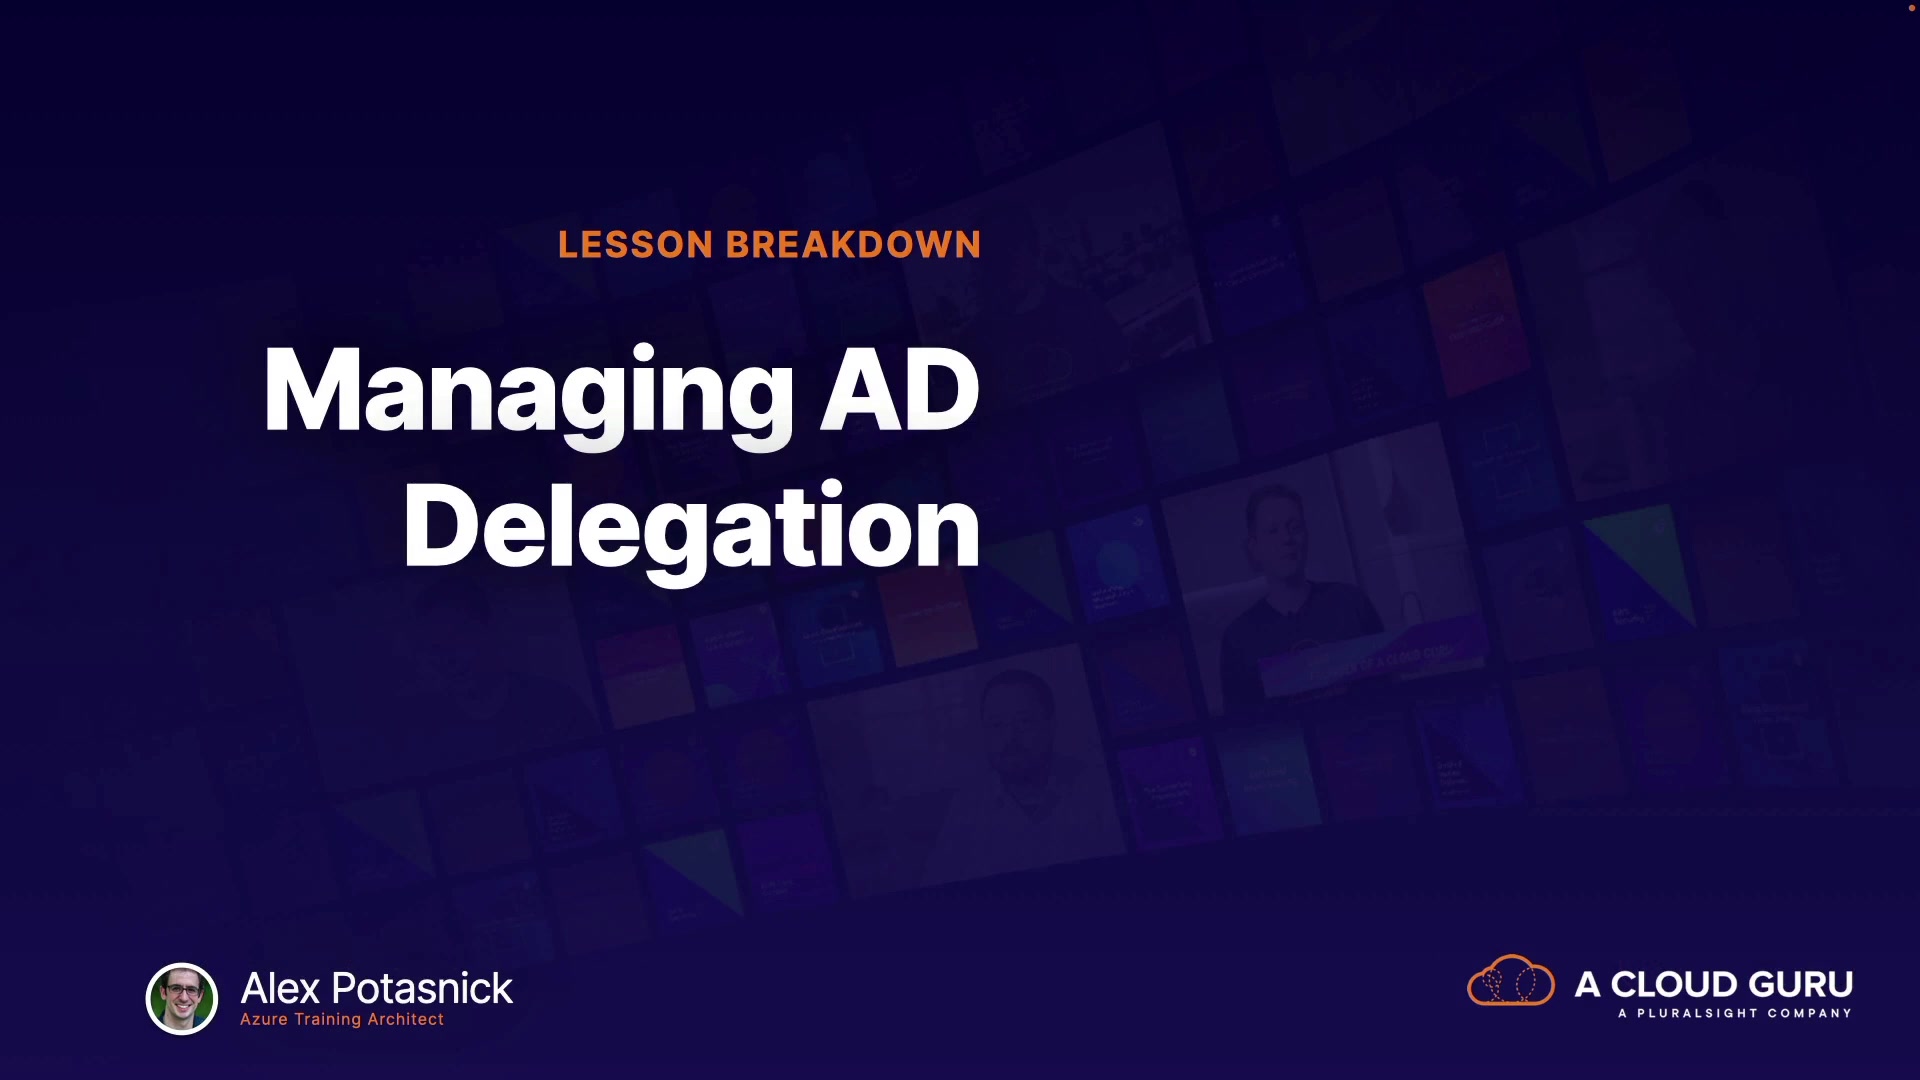 LESSON BREAKDOWN
Managing AD
Delegation
Alex Potasnick
Azure Training Architect
A CLOUD GURU
A PLURALSIGHT COMPANY